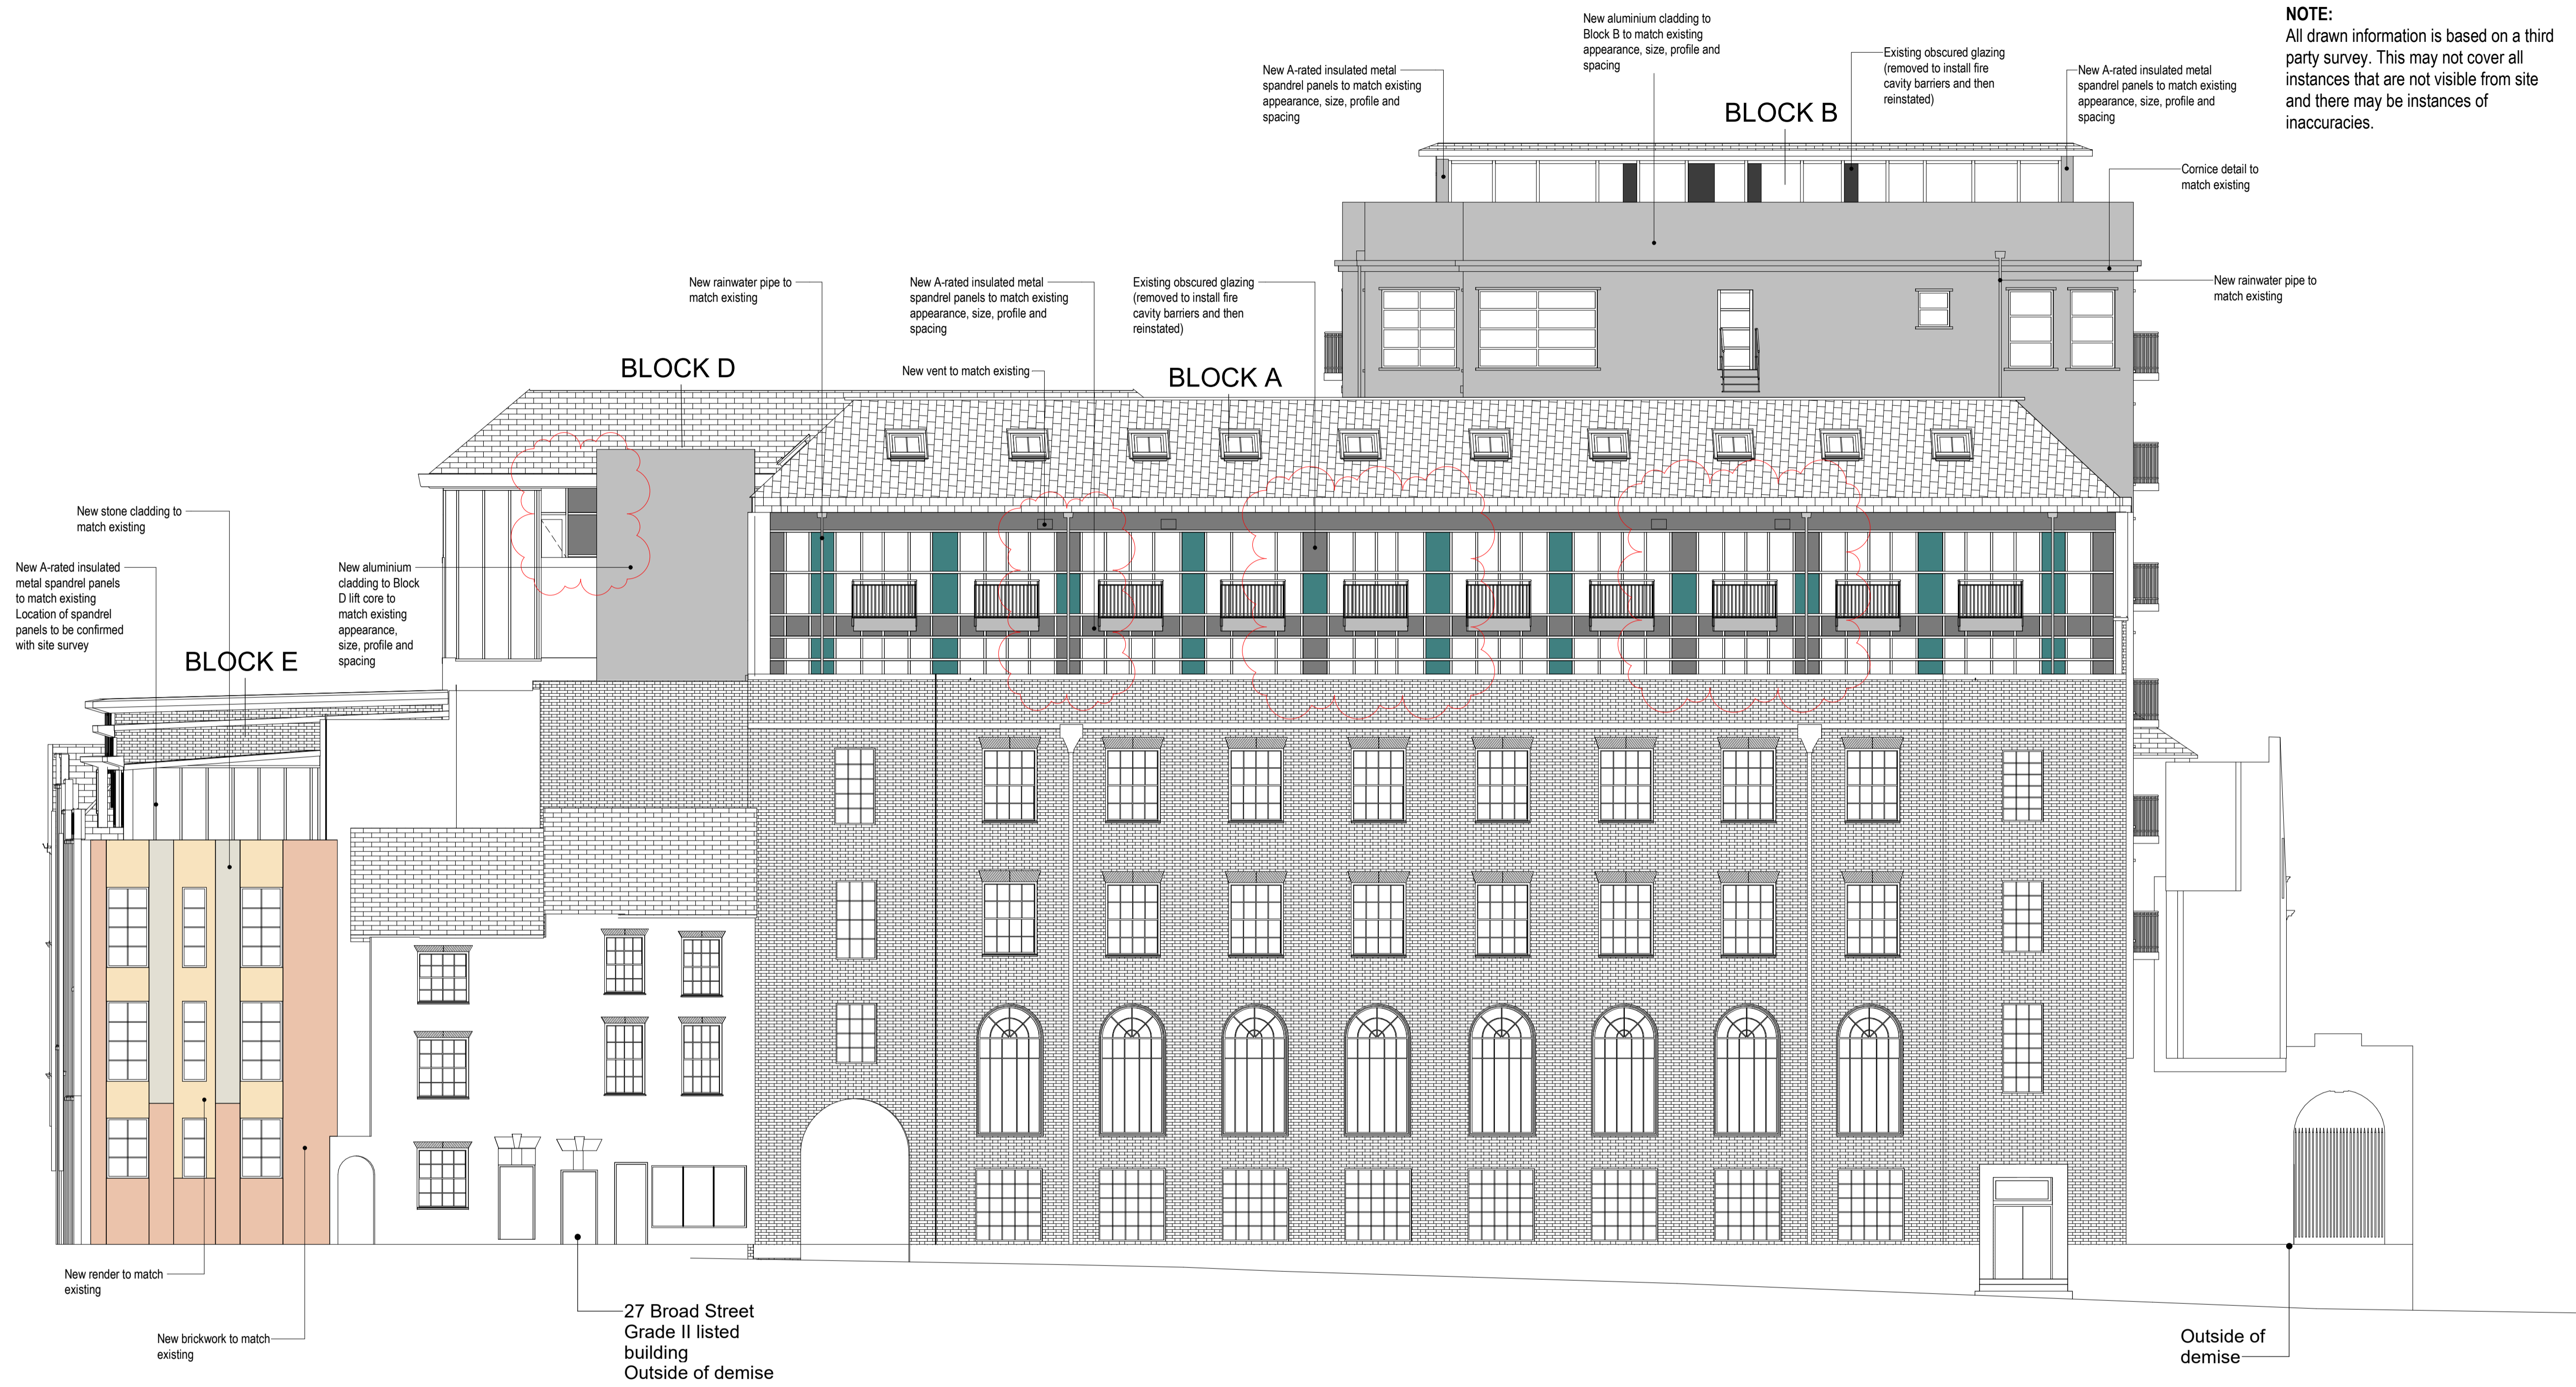 NOTE:
All drawn information is based on a third
party survey. This may not cover all
instances that are not visible from site
and there may be instances of
inaccuracies.
New aluminium cladding to
Block B to match existing
appearance, size, profile and
spacing
Existing obscured glazing
(removed to install fire
cavity barriers and then
reinstated)
New A-rated insulated metal
spandrel panels to match existing
appearance, size, profile and
spacing
New A-rated insulated metal
spandrel panels to match existing
appearance, size, profile and
spacing
BLOCK B
Cornice detail to
match existing
New rainwater pipe to
match existing
New rainwater pipe to
match existing
New A-rated insulated metal
spandrel panels to match existing
appearance, size, profile and
spacing
Existing obscured glazing
(removed to install fire
cavity barriers and then
reinstated)
BLOCK D
New vent to match existing
BLOCK A
New stone cladding to
match existing
New A-rated insulated
metal spandrel panels
to match existing
Location of spandrel
panels to be confirmed
with site survey
New aluminium
cladding to Block
D lift core to
match existing
appearance,
size, profile and
spacing
BLOCK E
New render to match
existing
New brickwork to match
existing
27 Broad Street
Grade II listed
building
Outside of demise
Outside of
demise